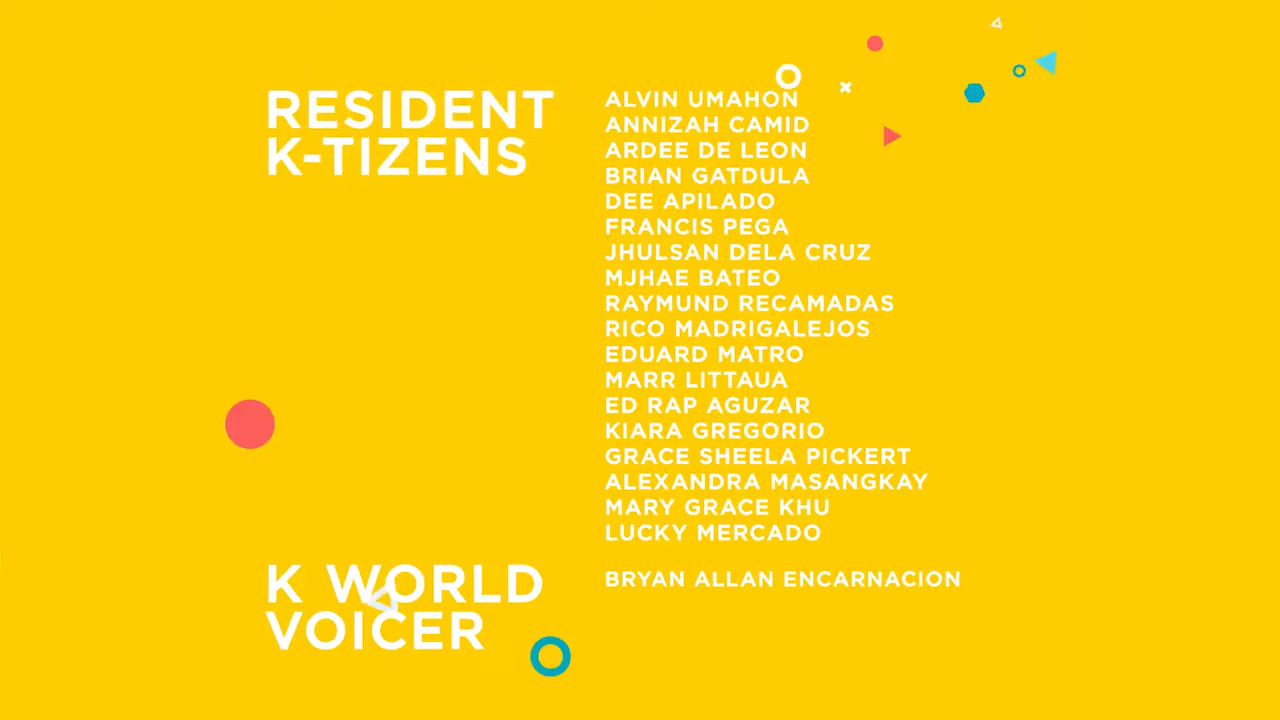 RESIDENT
K-TIZENS
ALVIN UMAHON
ANNIZAH CAMID
ARDEE DE LEON
BRIAN GATDULA
DEE APILADO
FRANCIS PEGA
JHULSAN DELA CRUZ
MJHAE BATEO
RAYMUND RECAMADAS
RICO MADRIGALEJOS
EDUARD MATRO
MARR LITTAUA
ED RAP AGUZAR
KIARA GREGORIO
GRACE SHEELA PICKERT
ALEXANDRA MASANGKAY
MARY GRACE KHU
LUCKY MERCADO
K WORLD
VOICER
BRYAN ALLAN ENCARNACION